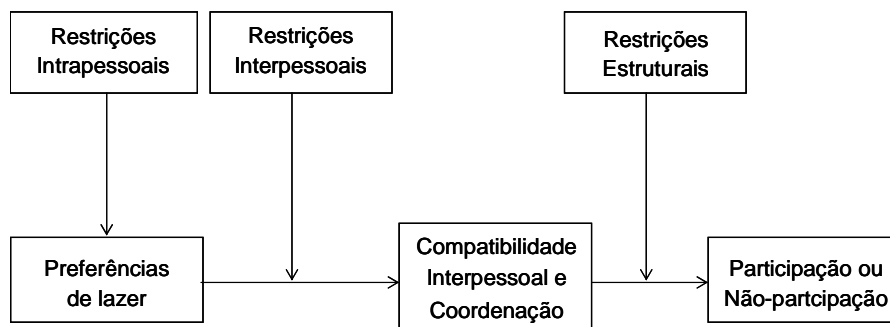 Restrições
Intrapessoais
Restrições
Interpessoais
Restrições
Estruturais
Preferências
de lazer
Compatibilidade
Interpessoal e
Coordenação
Participação ou
Não-partcipação